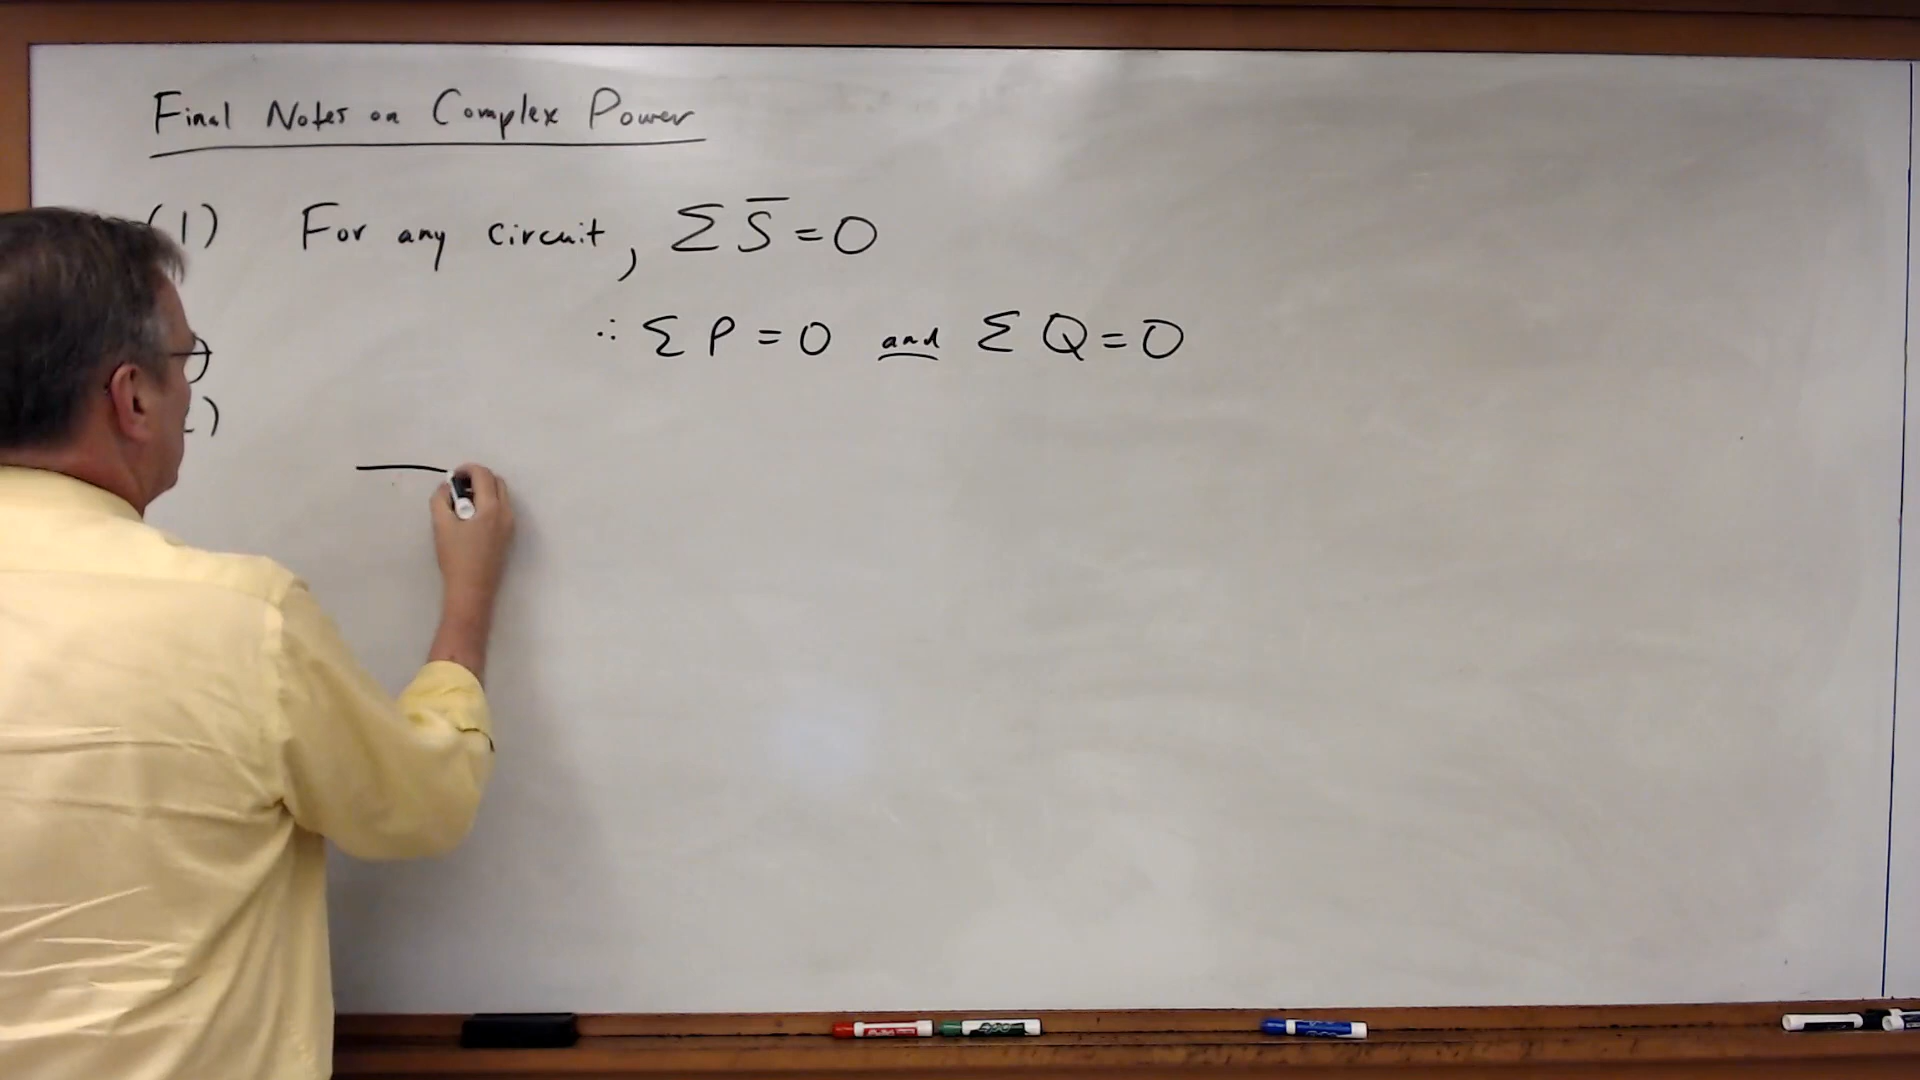 Final Notes on Complex Power
(1) For any circuit, Σ S̅ = 0
∴ Σ P = 0 and Σ Q = 0